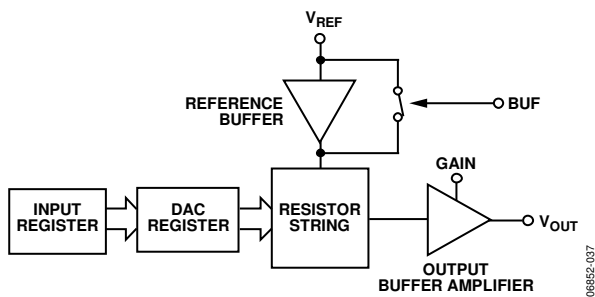 VREF
REFERENCE
BUFFER
BUF
GAIN
INPUT
REGISTER
DAC
REGISTER
RESISTOR
STRING
VOUT
OUTPUT
BUFFER AMPLIFIER
06852-037